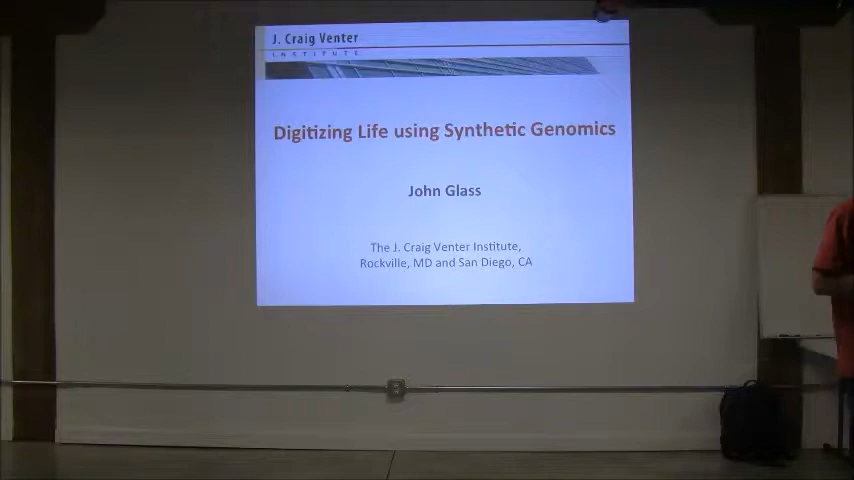 J. Craig Venter
INSTITUTE
Digitizing Life using Synthetic Genomics
John Glass
The J. Craig Venter Institute,
Rockville, MD and San Diego, CA